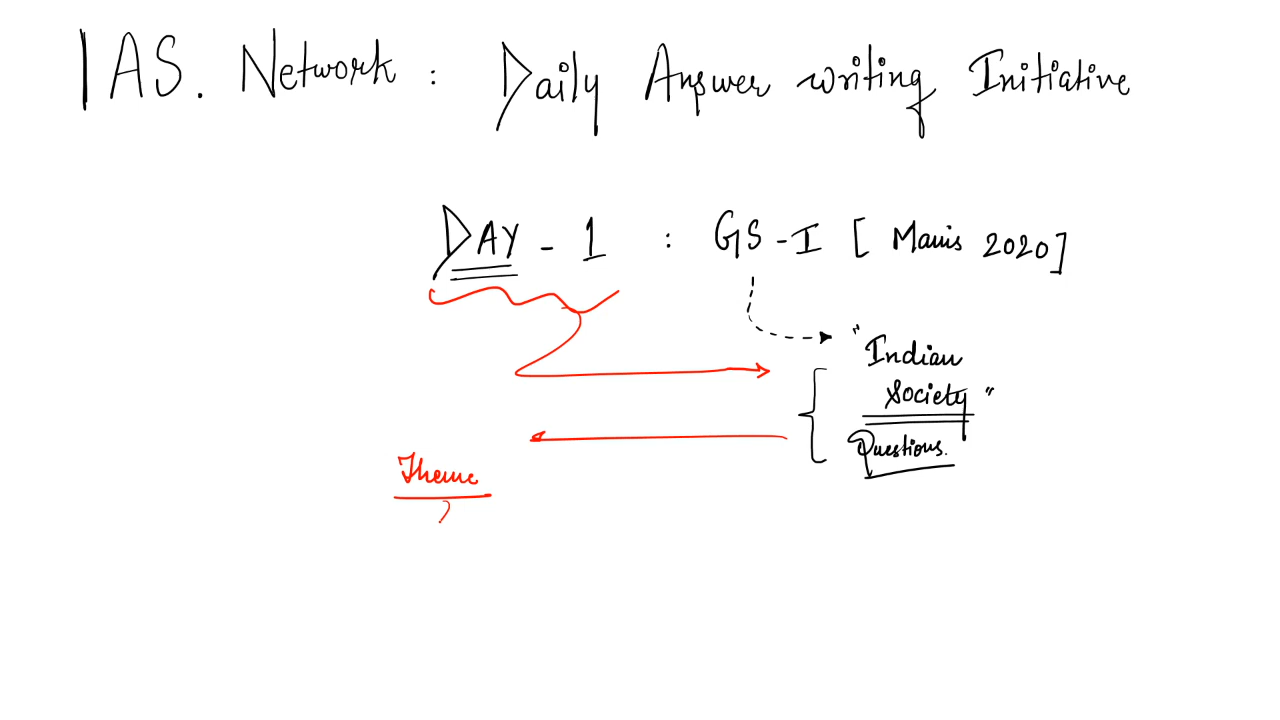 IAS. Network : Daily Answer writing Initiative
DAY - 1 : GS - I [ Mains 2020 ]
"Indian
Society"
Questions.
Theme